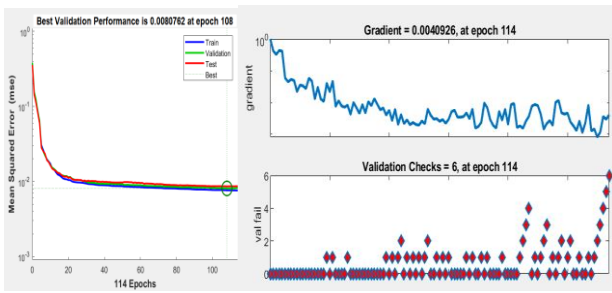 Best Validation Performance is 0.0080762 at epoch 108
Mean Squared Error (mse)
10^0
10^-1
10^-2
10^-3
Train
Validation
Test
Best
0
20
40
60
80
100
114 Epochs
Gradient = 0.0040926, at epoch 114
gradient
10^0
Validation Checks = 6, at epoch 114
val fail
6
4
2
0